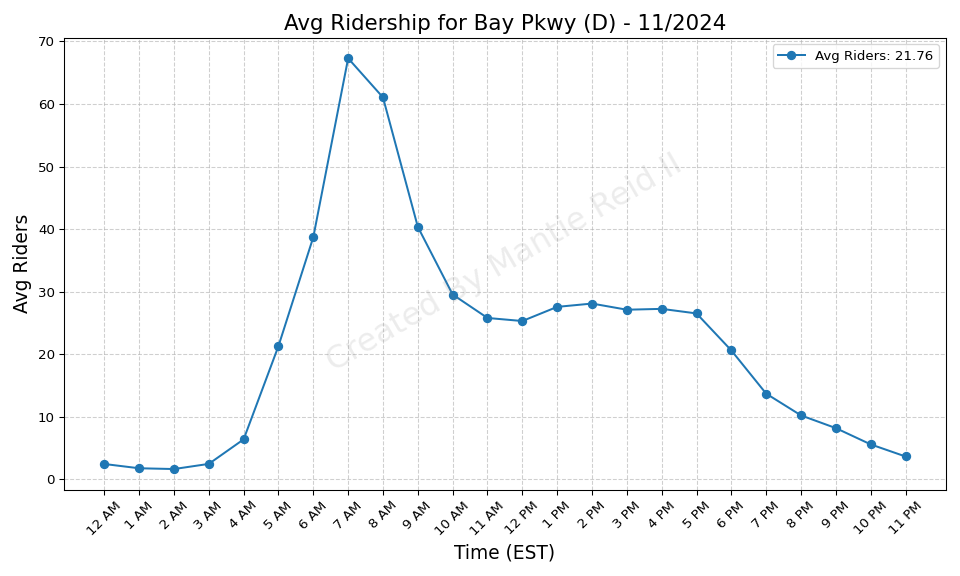 Avg Ridership for Bay Pkwy (D) - 11/2024
Avg Riders: 21.76
70
60
50
40
30
20
10
0
Avg Riders
Created By Mantle Reid II
12 AM
1 AM
2 AM
3 AM
4 AM
5 AM
6 AM
7 AM
8 AM
9 AM
10 AM
11 AM
12 PM
1 PM
2 PM
3 PM
4 PM
5 PM
6 PM
7 PM
8 PM
9 PM
10 PM
11 PM
Time (EST)